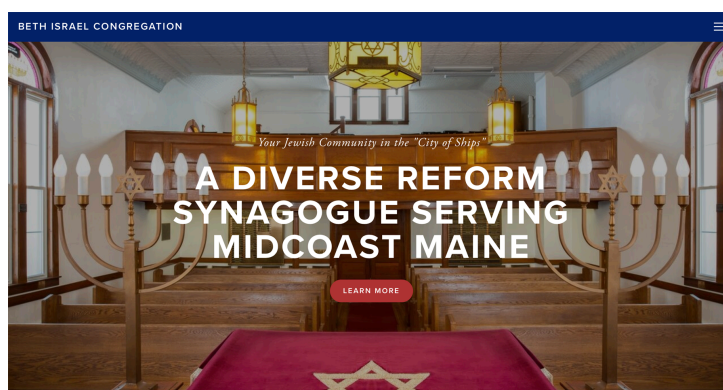 BETH ISRAEL CONGREGATION
Your Jewish Community in the "City of Ships"
A DIVERSE REFORM
SYNAGOGUE SERVING
MIDCOAST MAINE
LEARN MORE